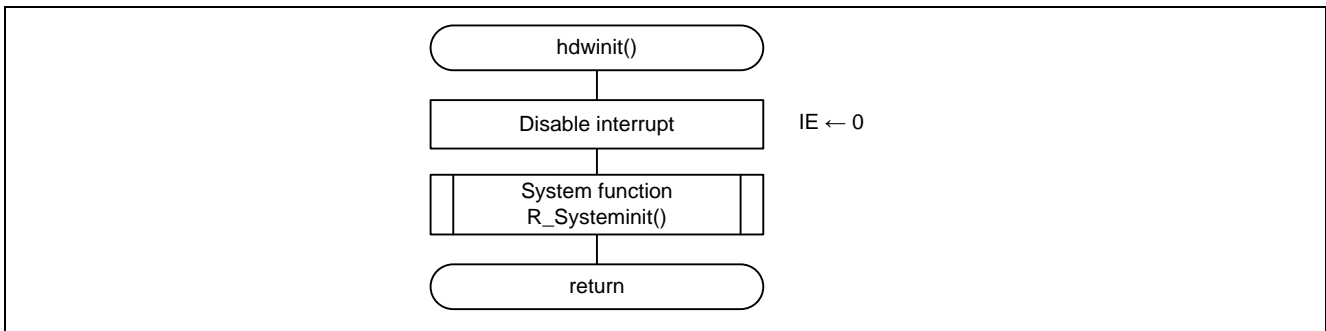 hdwinit()
Disable interrupt
IE ← 0
System function
R_Systeminit()
return